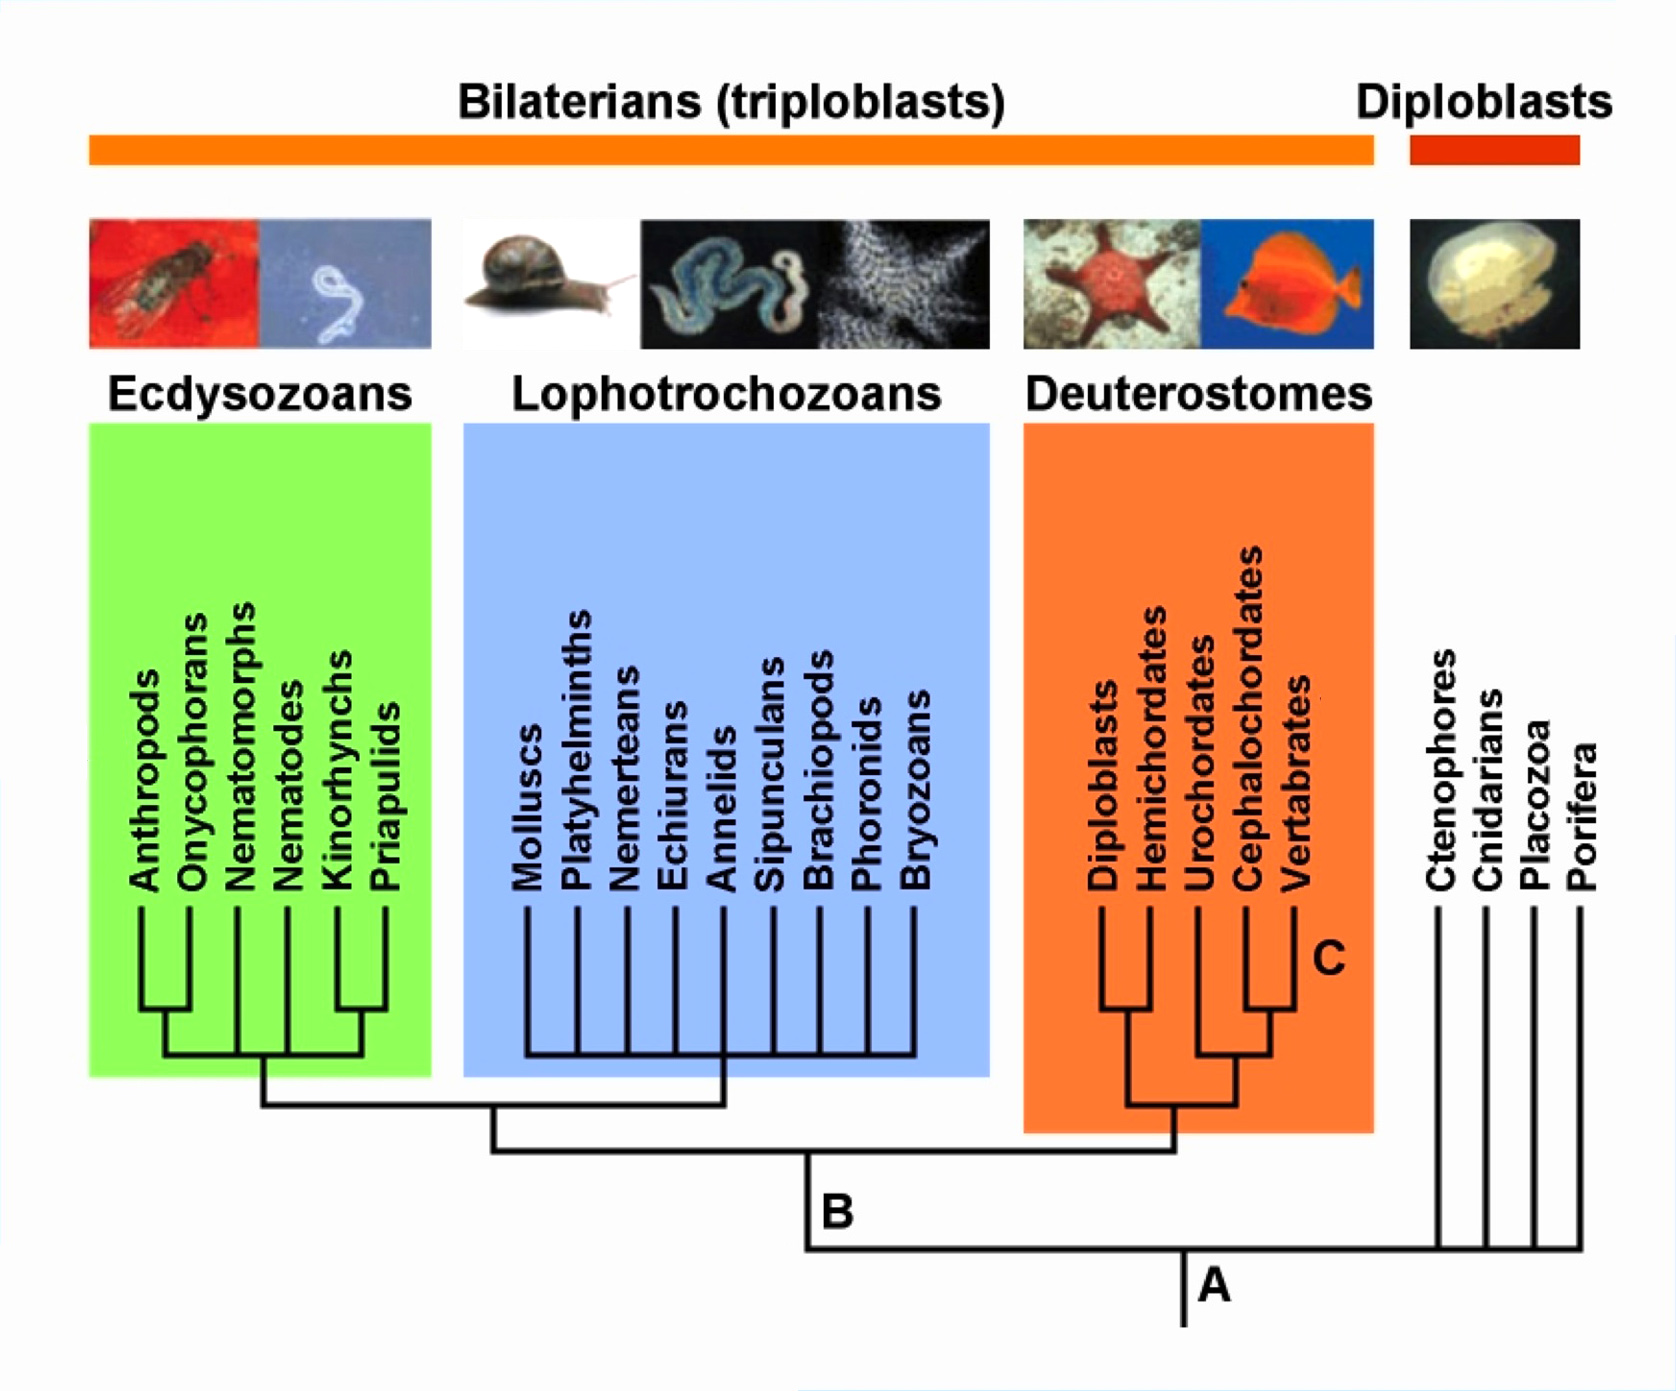 Bilaterians (triploblasts)
Diploblasts
Ecdysozoans
Lophotrochozoans
Deuterostomes
Anthropods
Onycophorans
Nematomorphs
Nematodes
Kinorhynchs
Priapulids
Molluscs
Platyhelminths
Nemerteans
Echiurans
Annelids
Sipunculans
Brachiopods
Phoronids
Bryozoans
Diploblasts
Hemichordates
Urochordates
Cephalochordates
Vertabrates
Ctenophores
Cnidarians
Placozoa
Porifera
C
B
A